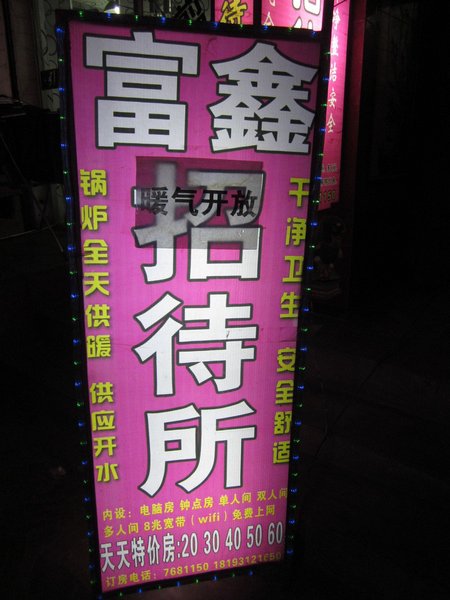 富鑫
招待所
暖气开放
锅炉全天供暖 供应开水
干净卫生 安全舒适
内设：电脑房 钟点房 单人间 双人间
多人间 8兆宽带（wifi）免费上网
天天特价房:20 30 40 50 60
订房电话：7681150